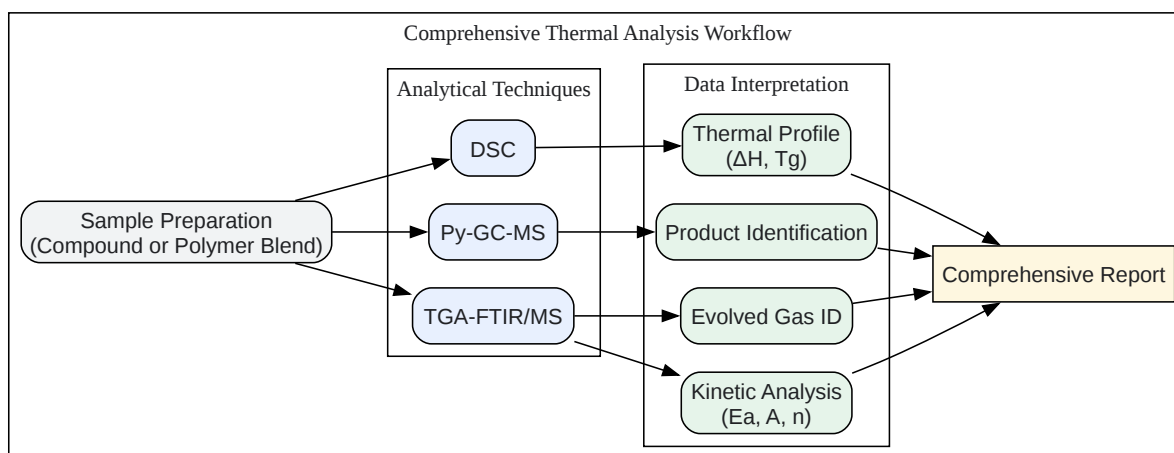 Comprehensive Thermal Analysis Workflow
Analytical Techniques
Data Interpretation
Sample Preparation
(Compound or Polymer Blend)
DSC
Py-GC-MS
TGA-FTIR/MS
Thermal Profile
(ΔH, Tg)
Product Identification
Evolved Gas ID
Kinetic Analysis
(Ea, A, n)
Comprehensive Report